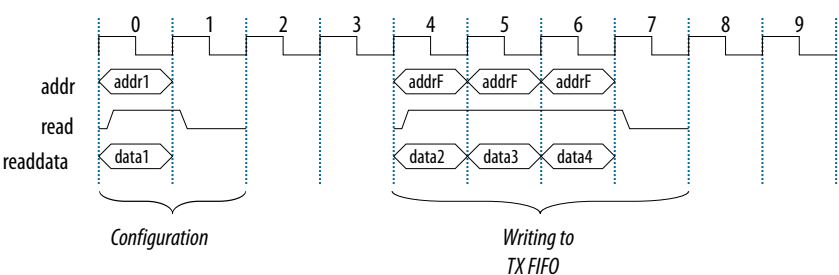 0 1 2 3 4 5 6 7 8 9
addr addr1 addrF addrF addrF
read
readdata data1 data2 data3 data4
Configuration Writing to
TX FIFO